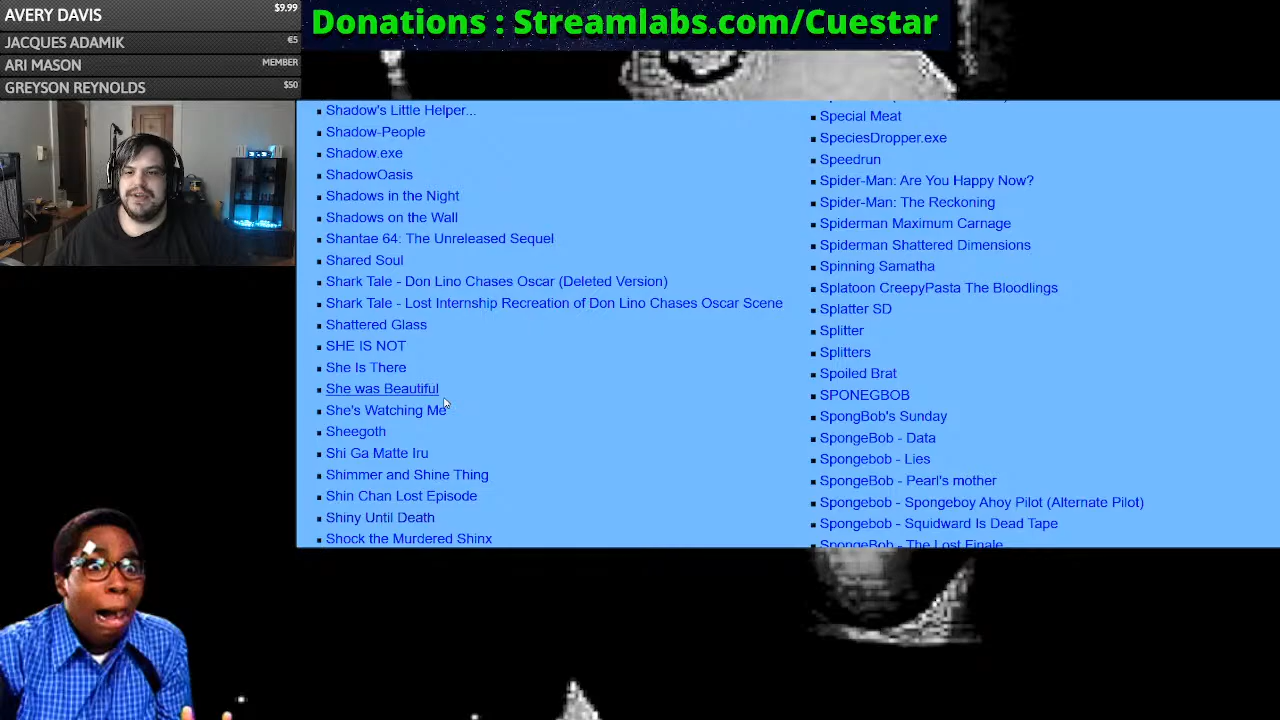 AVERY DAVIS $9.99
JACQUES ADAMIK €5
ARI MASON MEMBER
GREYSON REYNOLDS $50
Donations : Streamlabs.com/Cuestar
Shadow's Little Helper...
Shadow-People
Shadow.exe
ShadowOasis
Shadows in the Night
Shadows on the Wall
Shantae 64: The Unreleased Sequel
Shared Soul
Shark Tale - Don Lino Chases Oscar (Deleted Version)
Shark Tale - Lost Internship Recreation of Don Lino Chases Oscar Scene
Shattered Glass
SHE IS NOT
She Is There
She was Beautiful
She's Watching Me
Sheegoth
Shi Ga Matte Iru
Shimmer and Shine Thing
Shin Chan Lost Episode
Shiny Until Death
Shock the Murdered Shinx
Special Meat
SpeciesDropper.exe
Speedrun
Spider-Man: Are You Happy Now?
Spider-Man: The Reckoning
Spiderman Maximum Carnage
Spiderman Shattered Dimensions
Spinning Samatha
Splatoon CreepyPasta The Bloodlings
Splatter SD
Splitter
Splitters
Spoiled Brat
SPONEGBOB
SpongBob's Sunday
SpongeBob - Data
Spongebob - Lies
SpongeBob - Pearl's mother
Spongebob - Spongeboy Ahoy Pilot (Alternate Pilot)
Spongebob - Squidward Is Dead Tape
SpongeBob - The Lost Finale